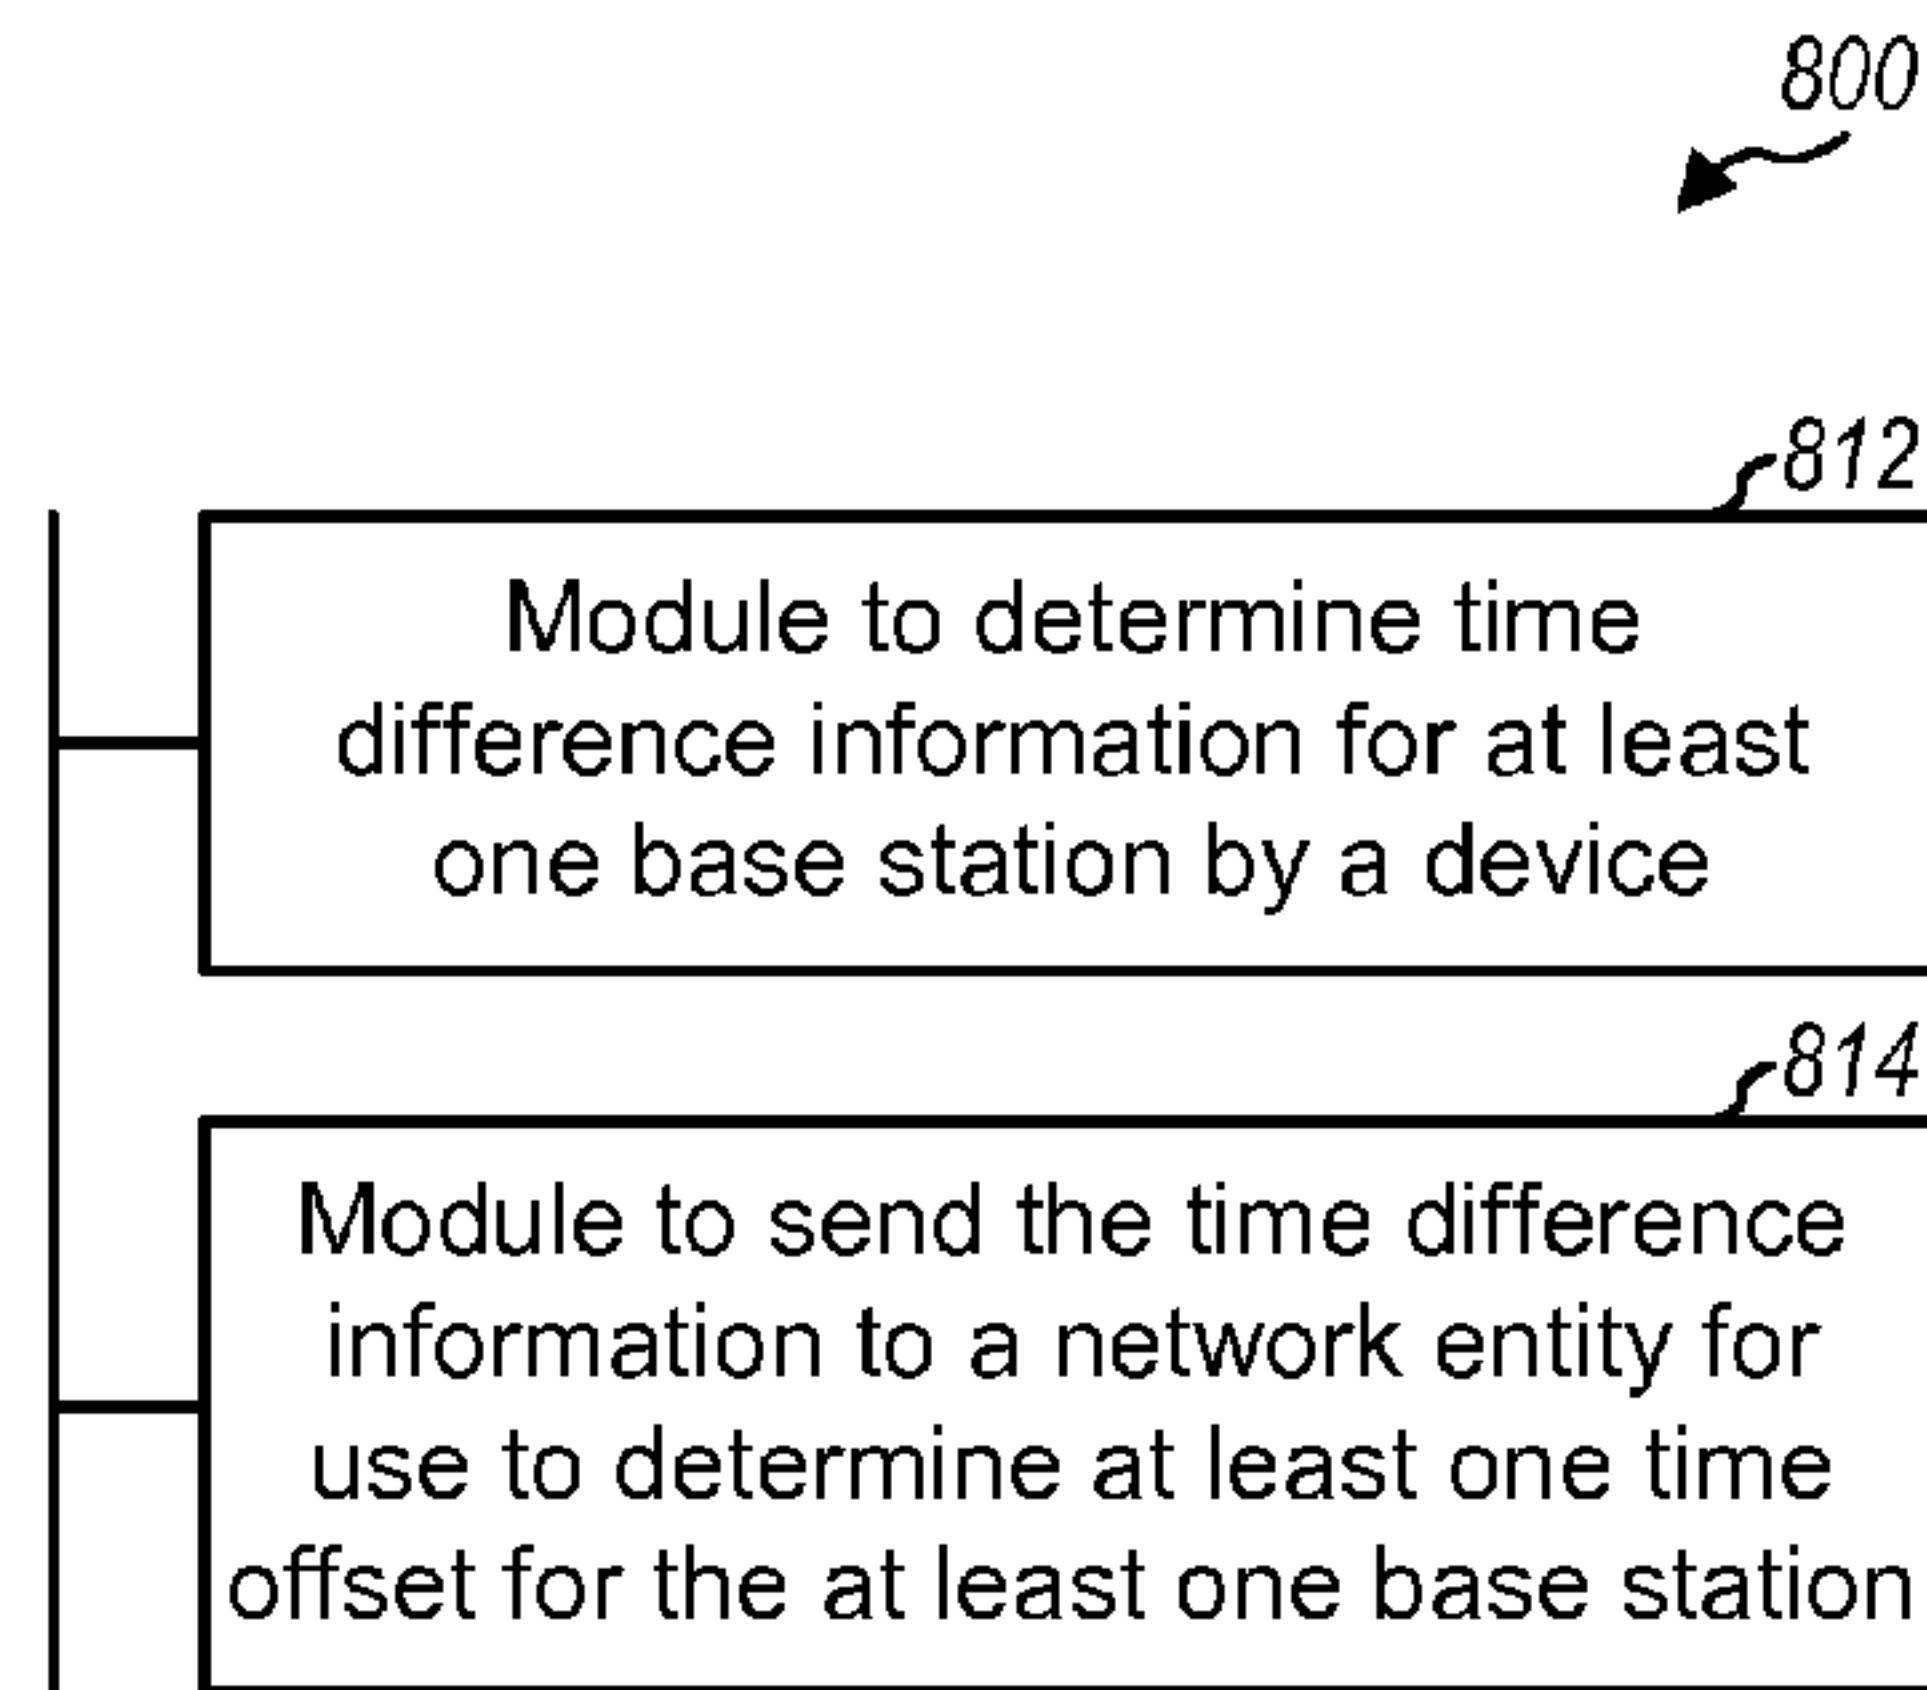 800
812
Module to determine time
difference information for at least
one base station by a device
814
Module to send the time difference
information to a network entity for
use to determine at least one time
offset for the at least one base station